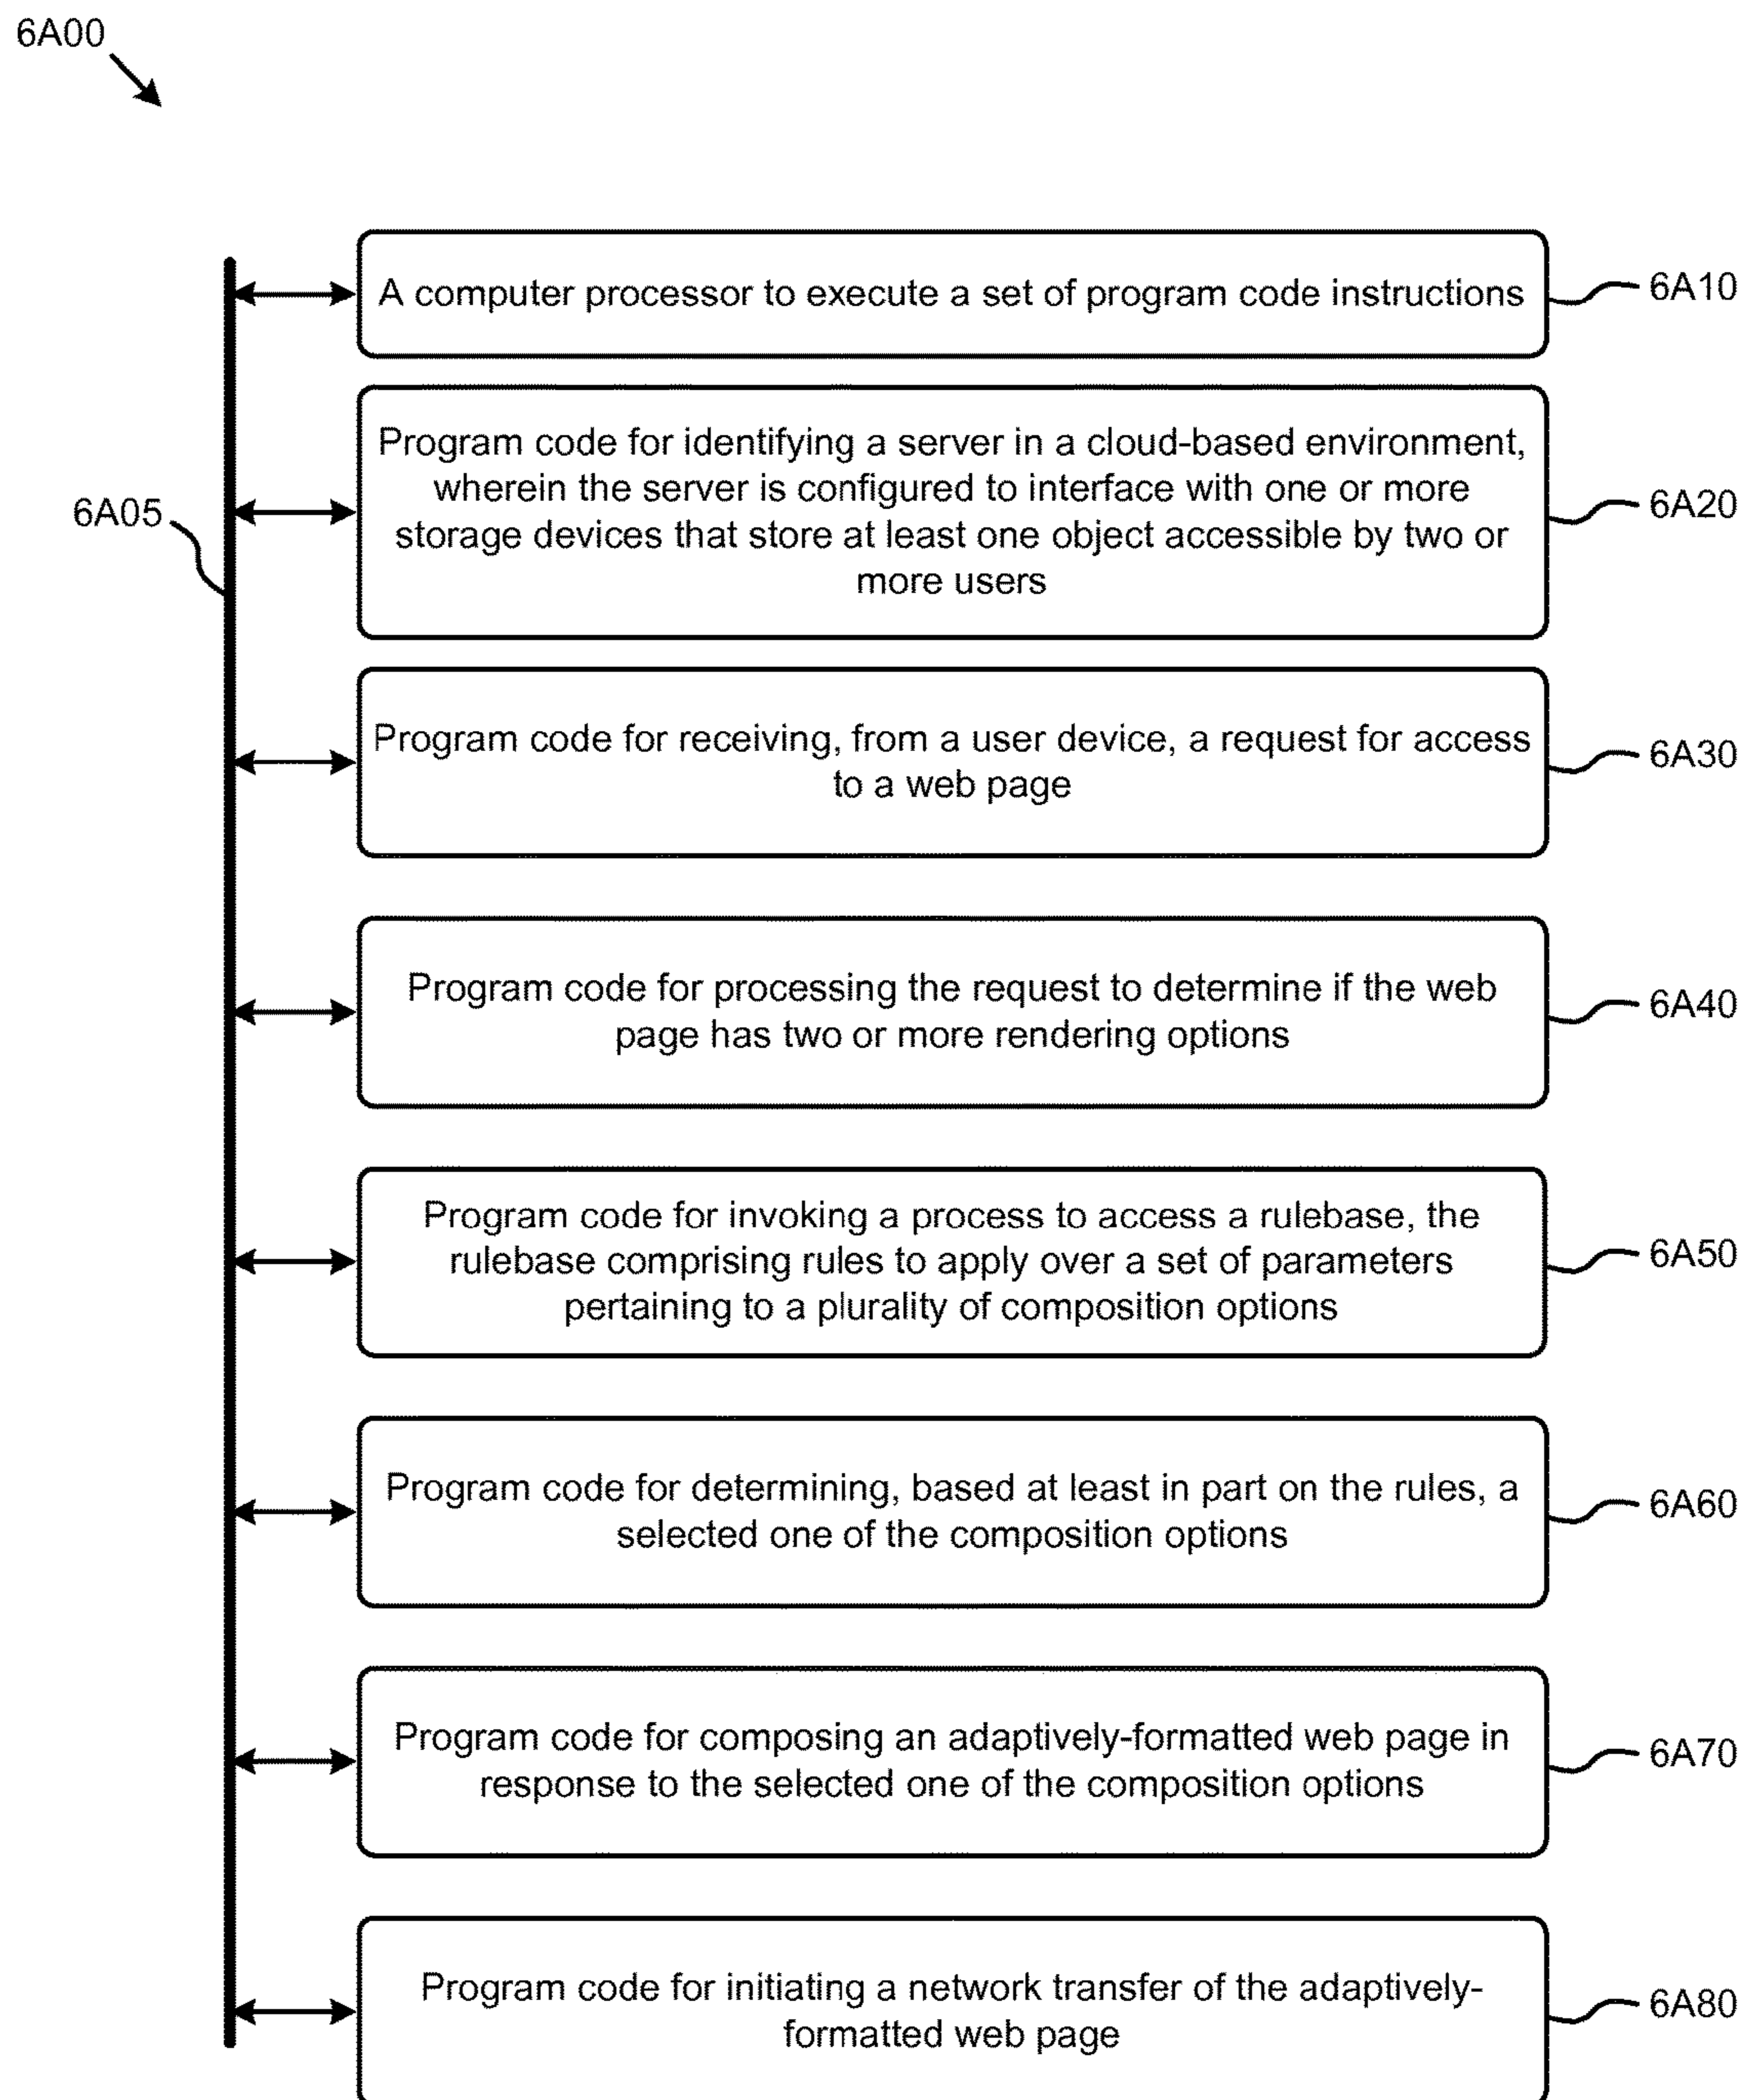 6A00
A computer processor to execute a set of program code instructions
6A10
Program code for identifying a server in a cloud-based environment,
wherein the server is configured to interface with one or more
storage devices that store at least one object accessible by two or
more users
6A20
6A05
Program code for receiving, from a user device, a request for access
to a web page
6A30
Program code for processing the request to determine if the web
page has two or more rendering options
6A40
Program code for invoking a process to access a rulebase, the
rulebase comprising rules to apply over a set of parameters
pertaining to a plurality of composition options
6A50
Program code for determining, based at least in part on the rules, a
selected one of the composition options
6A60
Program code for composing an adaptively-formatted web page in
response to the selected one of the composition options
6A70
Program code for initiating a network transfer of the adaptively-
formatted web page
6A80